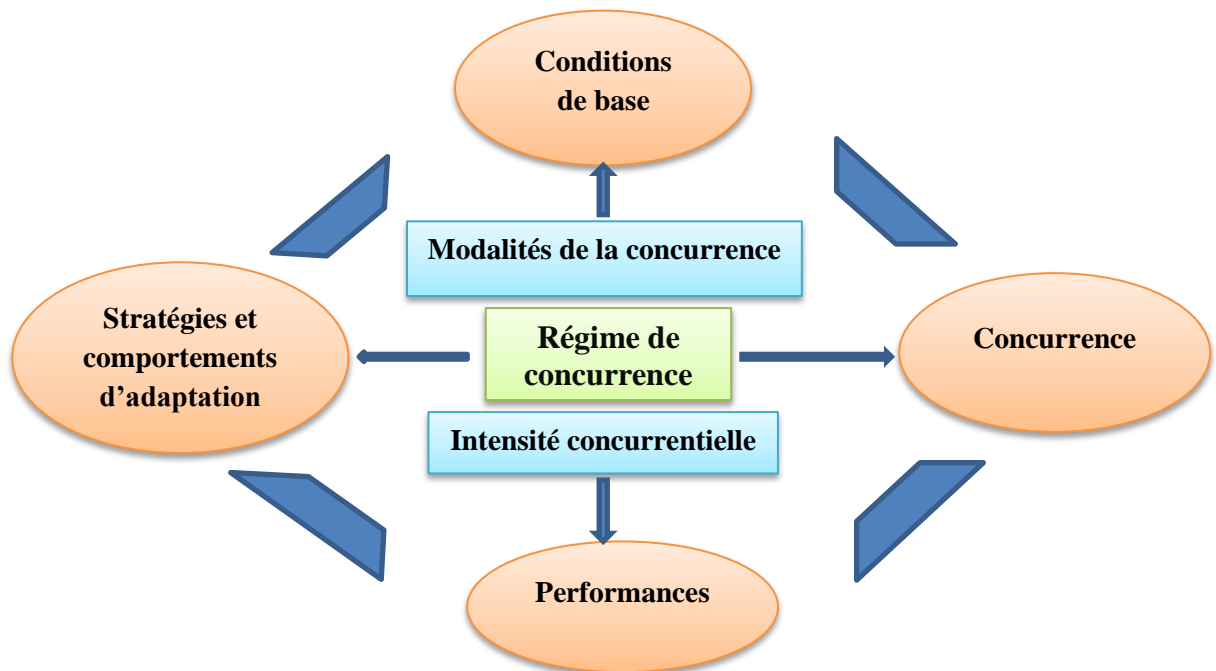 Conditions
de base
Modalités de la concurrence
Stratégies et
comportements
d’adaptation
Régime de
concurrence
Concurrence
Intensité concurrentielle
Performances